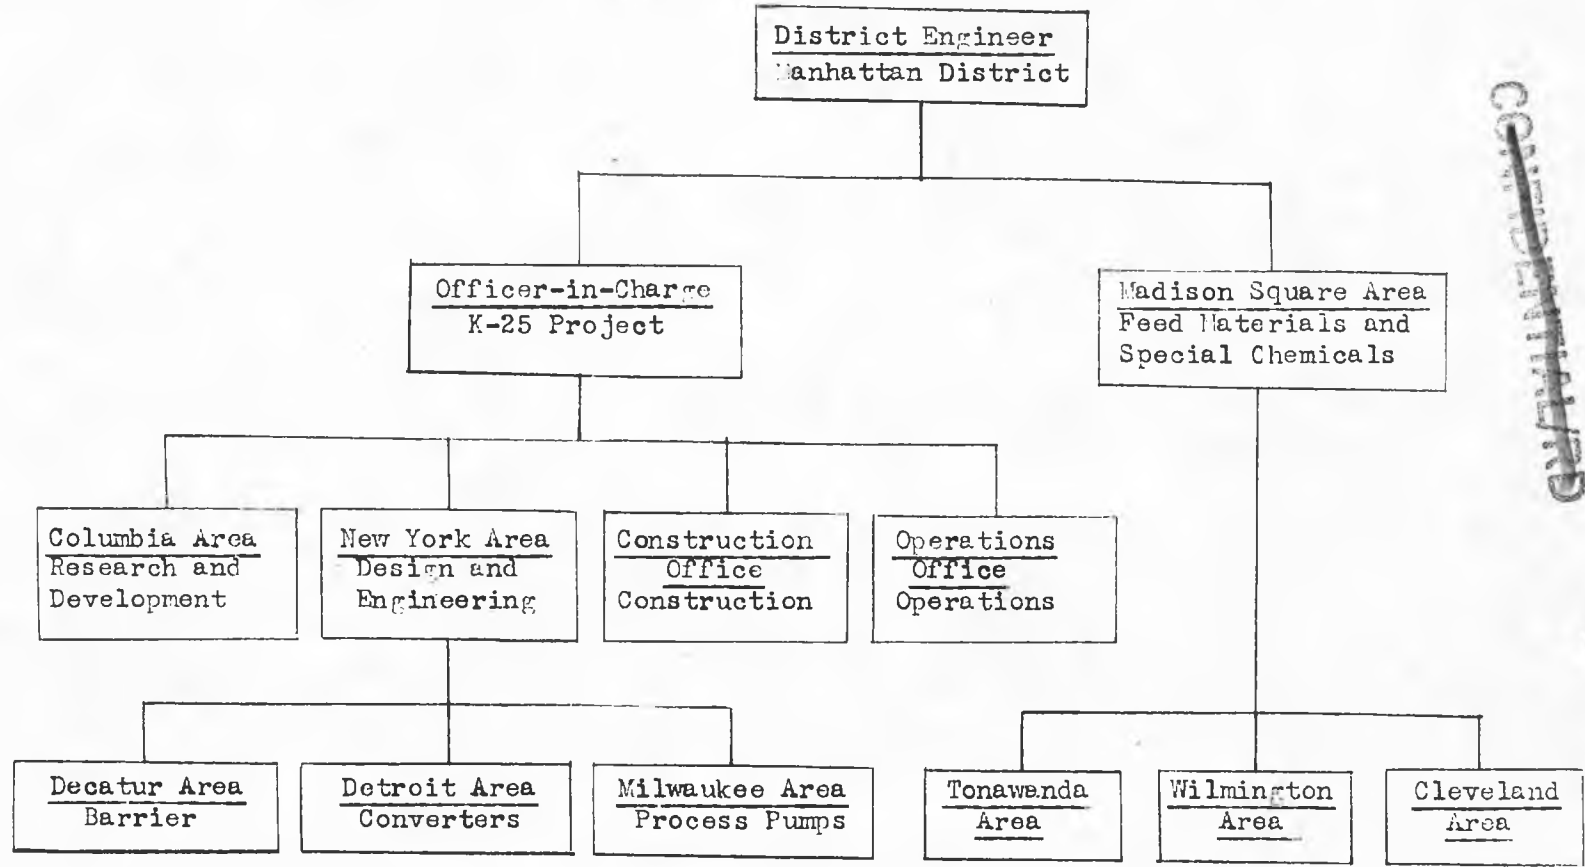 District Engineer
Manhattan District
CONFIDENTIAL/RD
Officer-in-Charge
K-25 Project
Madison Square Area
Feed Materials and
Special Chemicals
Columbia Area
Research and
Development
New York Area
Design and
Engineering
Construction
Office
Construction
Operations
Office
Operations
Decatur Area
Barrier
Detroit Area
Converters
Milwaukee Area
Process Pumps
Tonawanda
Area
Wilmington
Area
Cleveland
Area